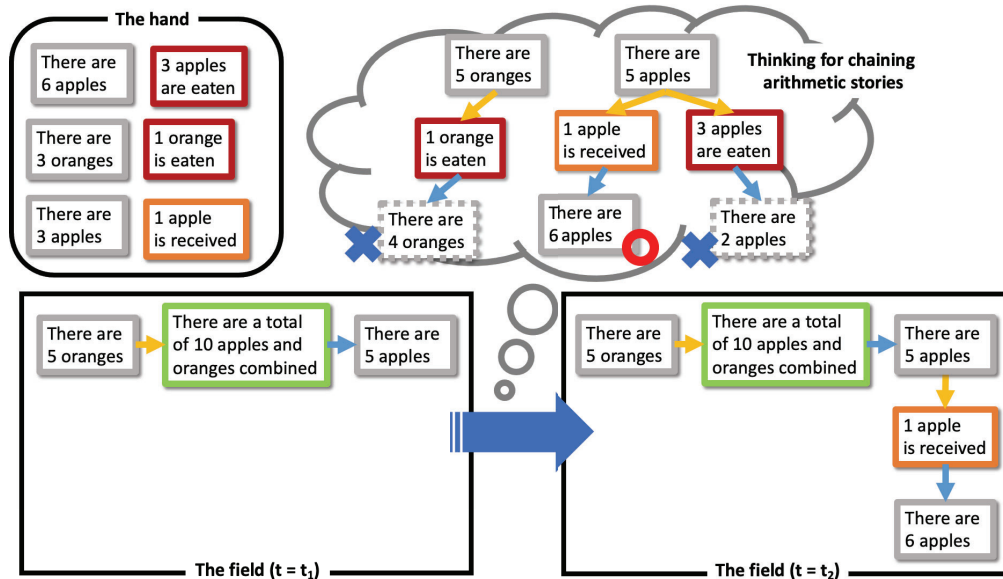 The hand
There are
6 apples
3 apples
are eaten
There are
3 oranges
1 orange
is eaten
There are
3 apples
1 apple
is received
There are
5 oranges
There are
5 apples
Thinking for chaining
arithmetic stories
1 orange
is eaten
1 apple
is received
3 apples
are eaten
There are
4 oranges
There are
6 apples
There are
2 apples
There are
5 oranges
There are a total
of 10 apples and
oranges combined
There are
5 apples
The field (t = t₁)
There are
5 oranges
There are a total
of 10 apples and
oranges combined
There are
5 apples
1 apple
is received
There are
6 apples
The field (t = t₂)